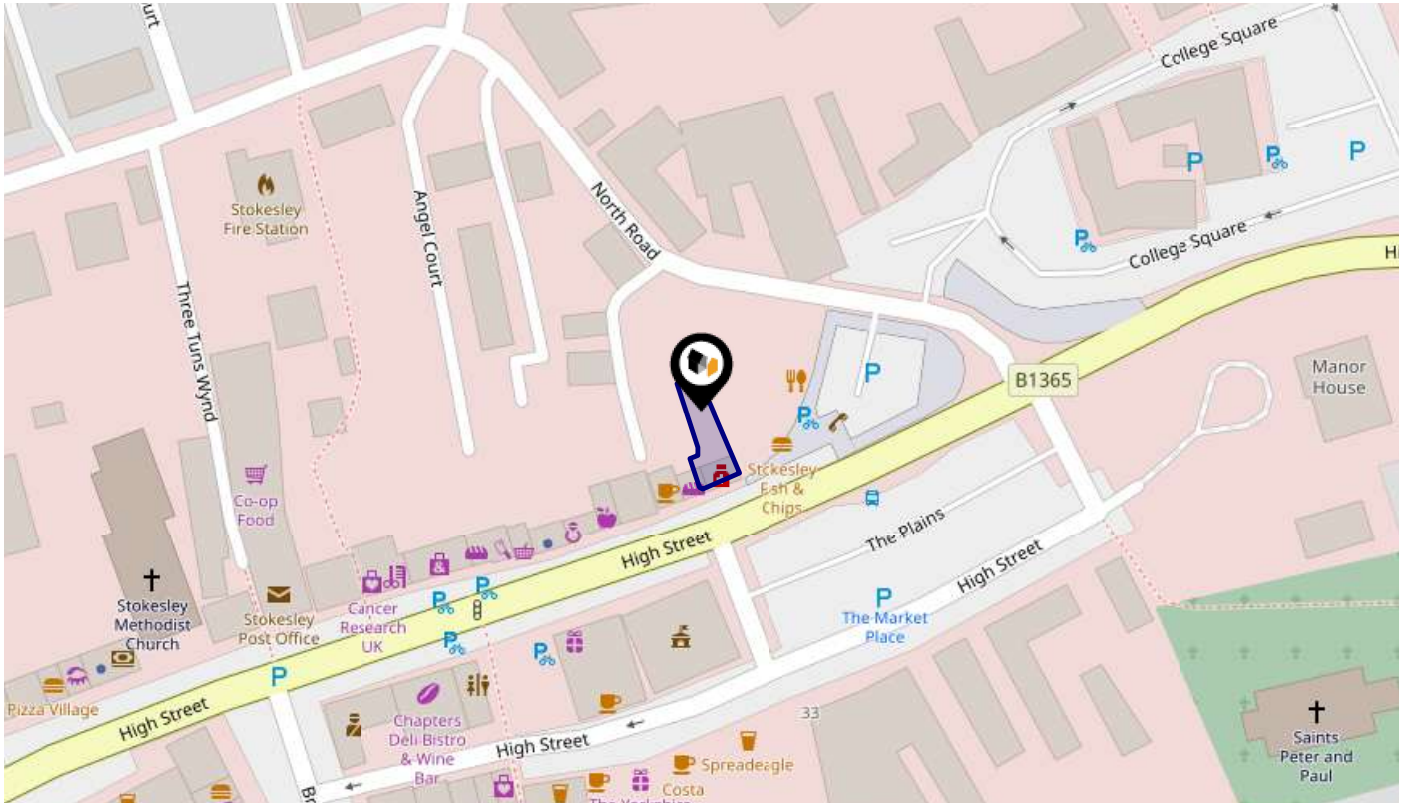 College Square
Stokesley
Fire Station
Angel Court
North Road
College Square
Three Tuns Wynd
B1365
Manor
House
Co-op
Food
Stokesley
Fish &
Chips
The Plains
High Street
High Street
Stokesley
Methodist
Church
Stokesley
Post Office
Cancer
Research
UK
The Market
Place
Pizza Village
High Street
Chapters
Deli Bistro
& Wine
Bar
High Street
33
Spreadeagle
Costa
Saints
Peter and
Paul
P
P
P
P
P
P